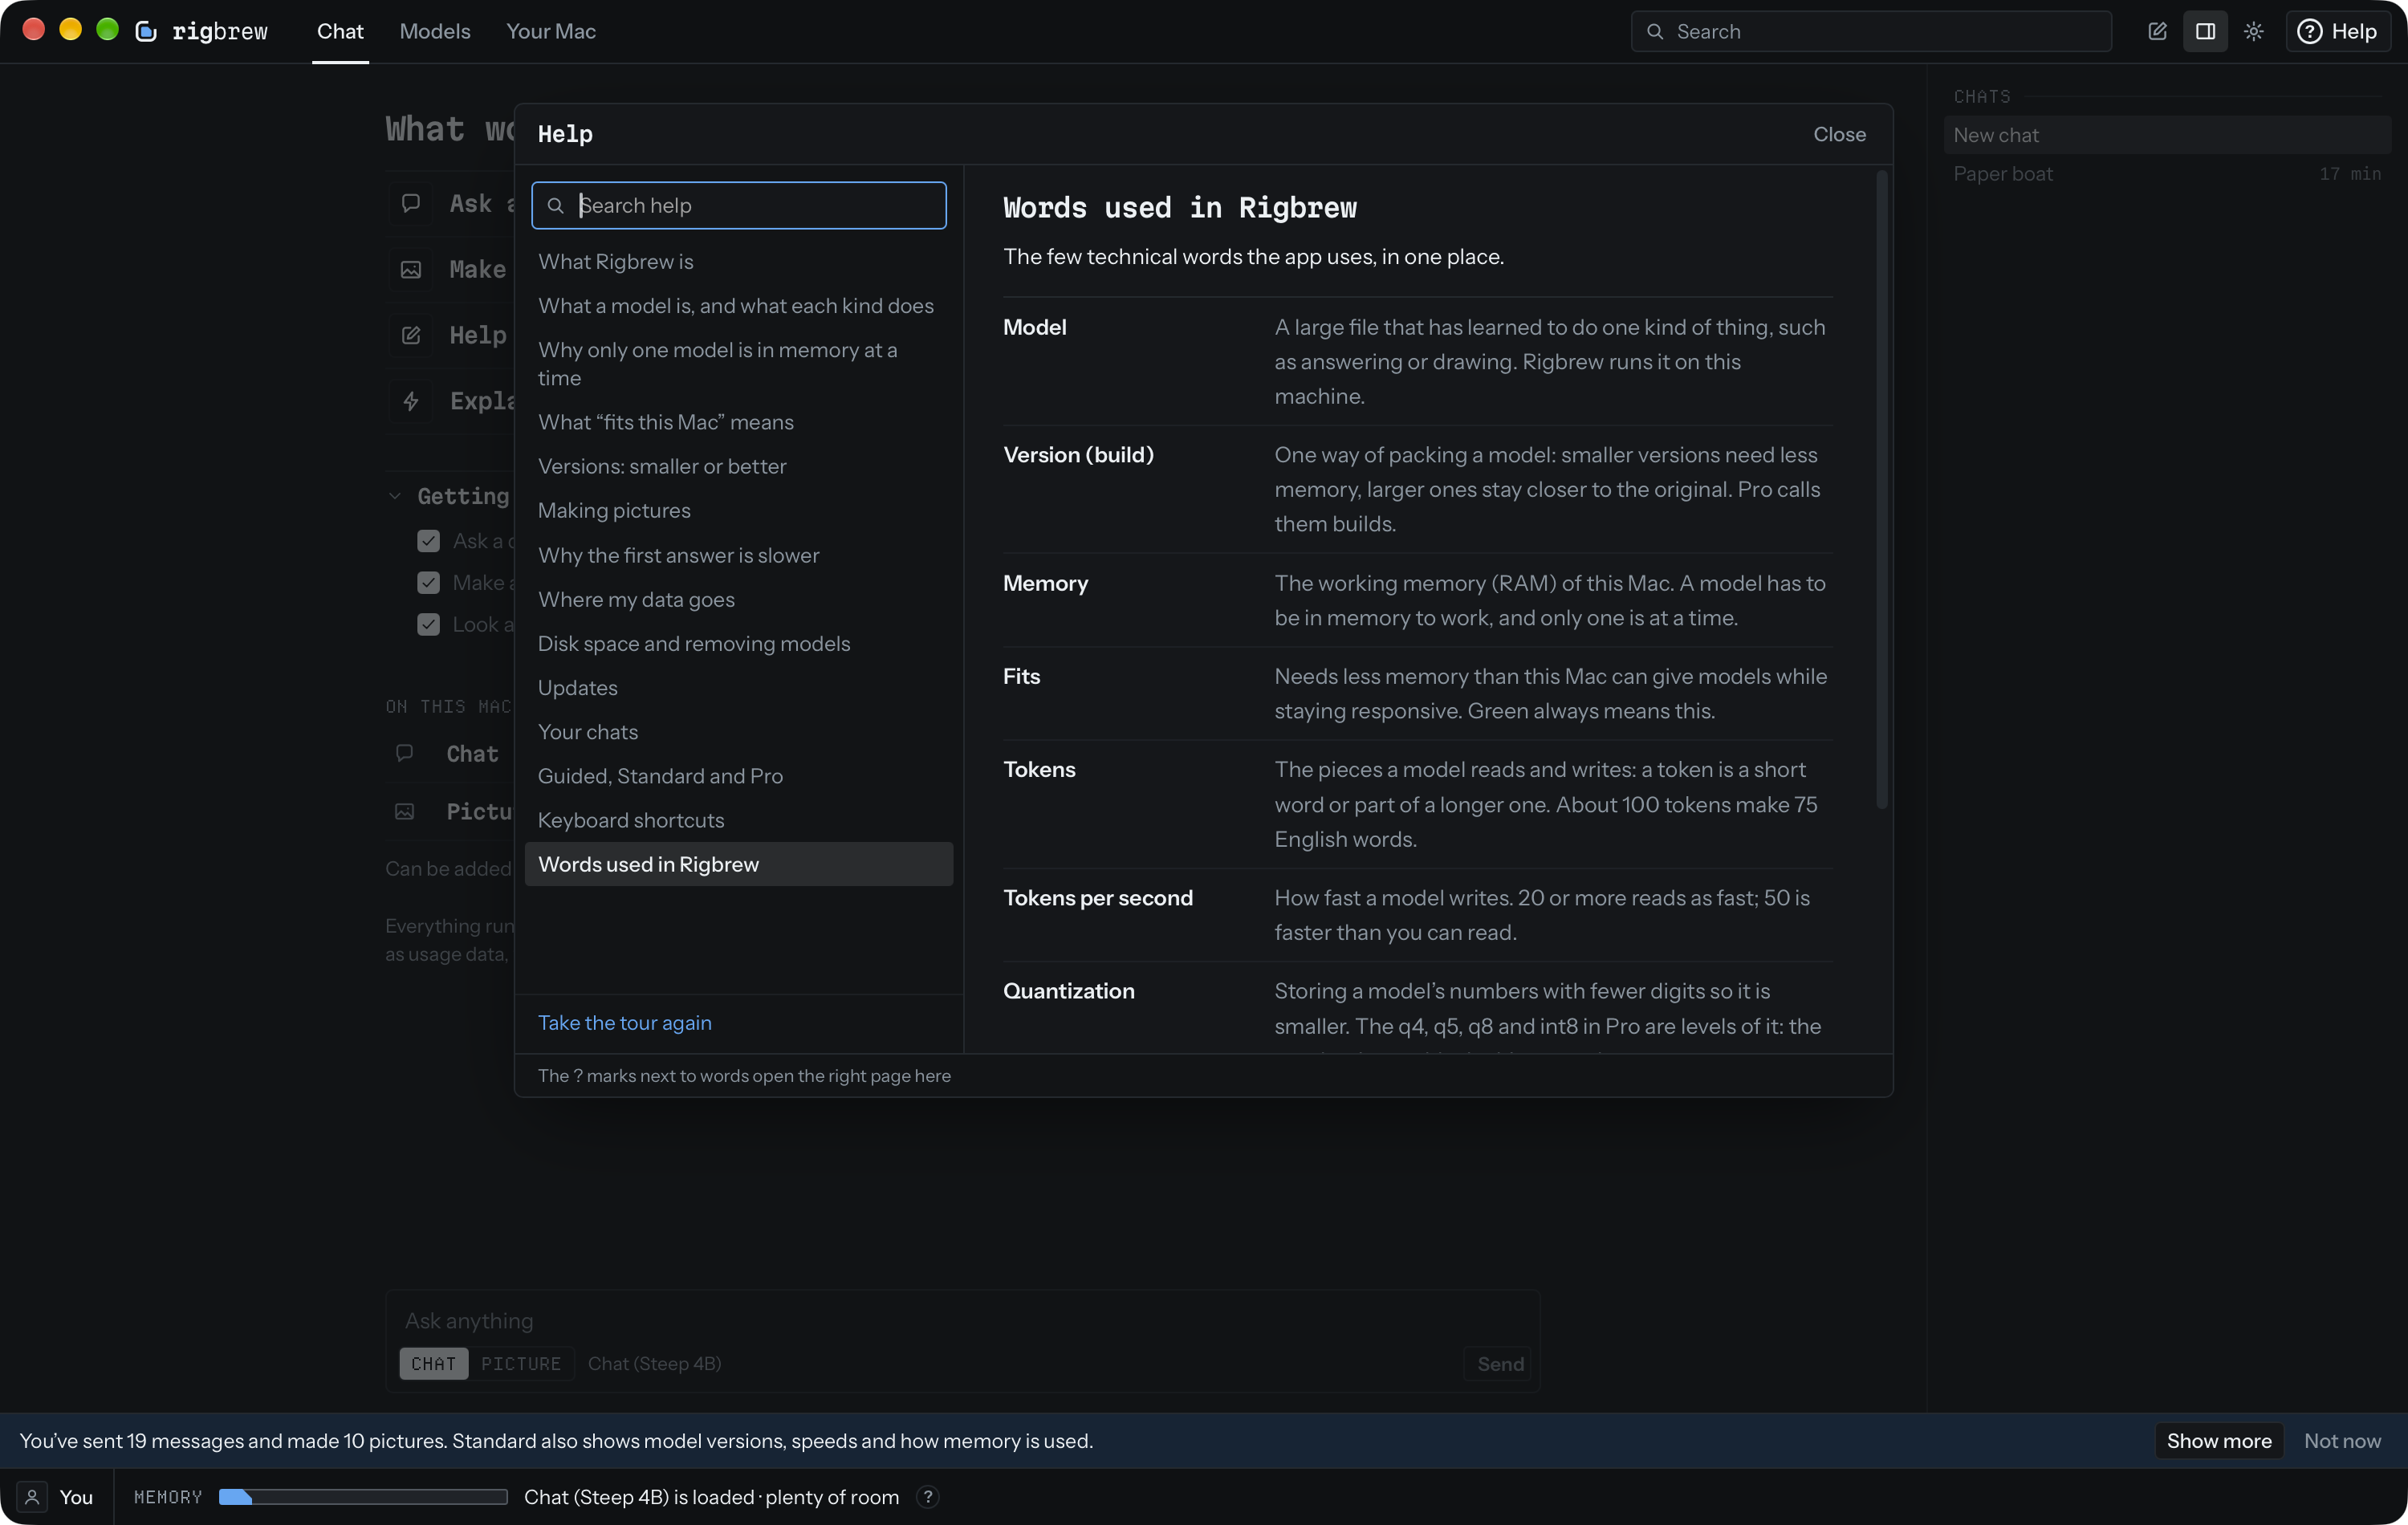 rigbrew
Chat
Models
Your Mac
Search
Help
What
Help
Close
CHATS
New chat
Paper boat
17 min
Search help
What Rigbrew is
What a model is, and what each kind does
Why only one model is in memory at a
time
What “fits this Mac” means
Versions: smaller or better
Making pictures
Why the first answer is slower
Where my data goes
Disk space and removing models
Updates
Your chats
Guided, Standard and Pro
Keyboard shortcuts
Words used in Rigbrew
Take the tour again
The ? marks next to words open the right page here
Words used in Rigbrew
The few technical words the app uses, in one place.
Model
A large file that has learned to do one kind of thing, such
as answering or drawing. Rigbrew runs it on this
machine.
Version (build)
One way of packing a model: smaller versions need less
memory, larger ones stay closer to the original. Pro calls
them builds.
Memory
The working memory (RAM) of this Mac. A model has to
be in memory to work, and only one is at a time.
Fits
Needs less memory than this Mac can give models while
staying responsive. Green always means this.
Tokens
The pieces a model reads and writes: a token is a short
word or part of a longer one. About 100 tokens make 75
English words.
Tokens per second
How fast a model writes. 20 or more reads as fast; 50 is
faster than you can read.
Quantization
Storing a model’s numbers with fewer digits so it is
smaller. The q4, q5, q8 and int8 in Pro are levels of it: the
Ask
Make
Help
Getting
Ask a
Make
Look a
ON THIS MAC
Chat
Can be added
Everything
as usage data,
Ask anything
CHAT
PICTURE
Chat (Steep 4B)
Send
You’ve sent 19 messages and made 10 pictures. Standard also shows model versions, speeds and how memory is used.
Show more
Not now
You
MEMORY
Chat (Steep 4B) is loaded · plenty of room
?